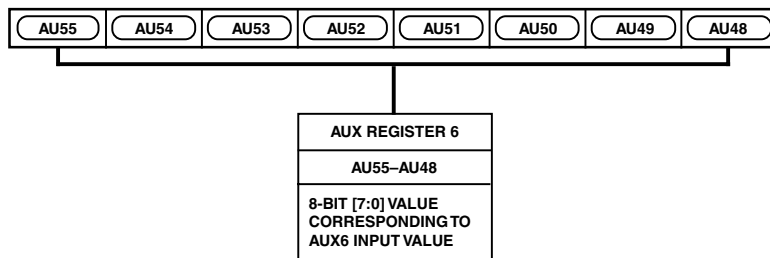 AU55 AU54 AU53 AU52 AU51 AU50 AU49 AU48
AUX REGISTER 6
AU55–AU48
8-BIT [7:0] VALUE
CORRESPONDING TO
AUX6 INPUT VALUE